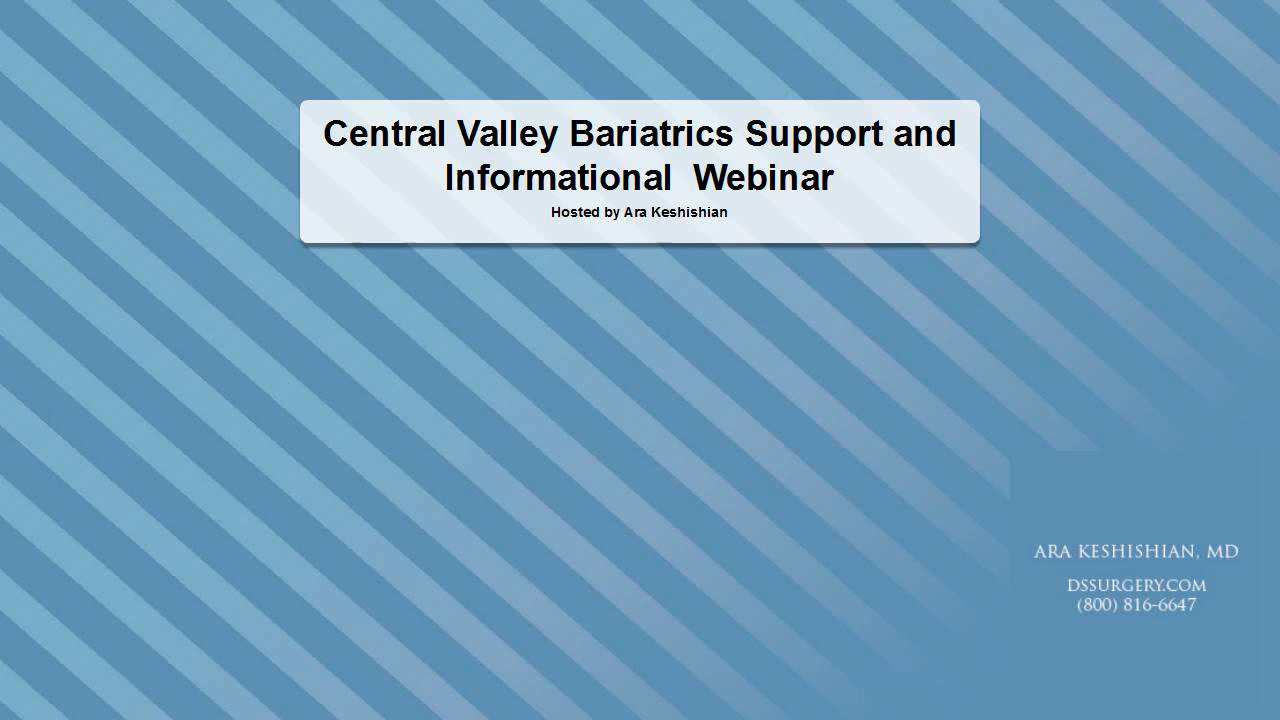 Central Valley Bariatrics Support and
Informational  Webinar
Hosted by Ara Keshishian
ARA KESHISHIAN, MD
DSSURGERY.COM
(800) 816-6647